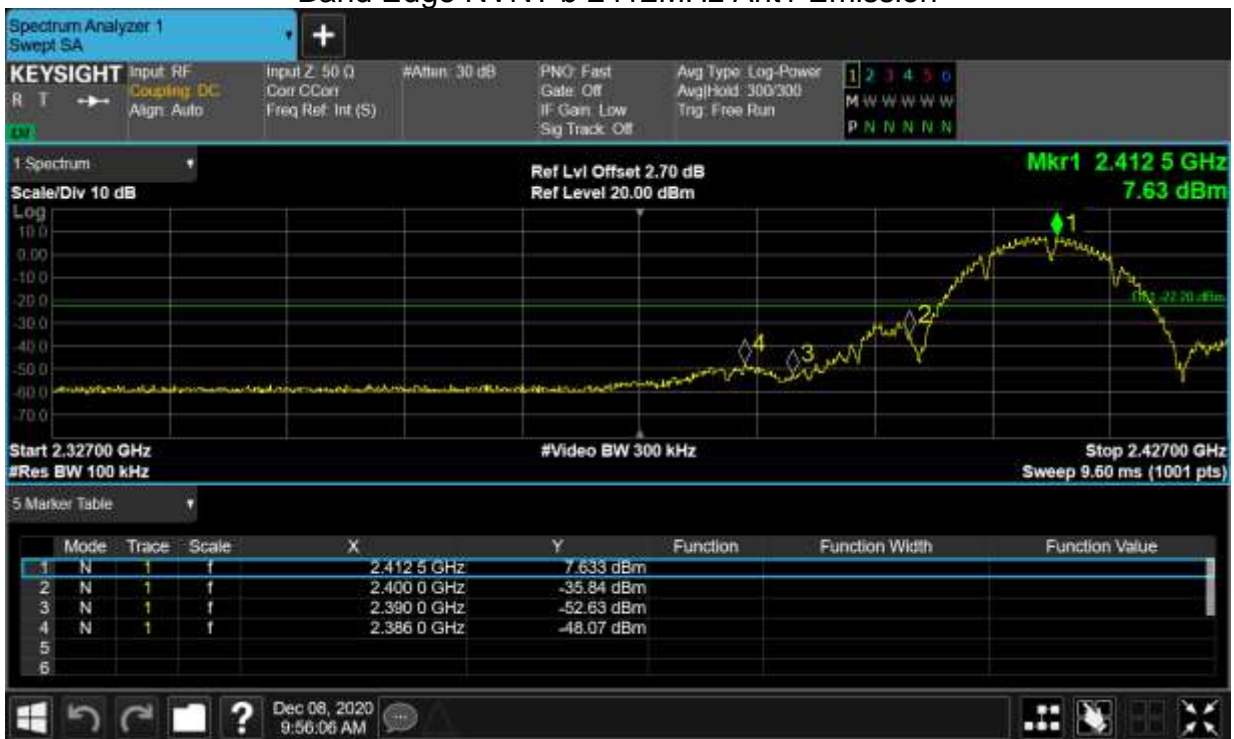 Band Edge NVNT b 2412MHz Ant1 Emission
Spectrum Analyzer 1
Swept SA
+
KEYSIGHT
R T
Input: RF
Coupling: DC
Align: Auto
Input Z: 50 Ω
Corr CCorr
Freq Ref: Int (S)
#Atten: 30 dB
PNO: Fast
Gate: Off
IF Gain: Low
Sig Track: Off
Avg Type: Log-Power
Avg|Hold: 300/300
Trig: Free Run
1 2 3 4 5 6
M W W W W W
P N N N N N
1 Spectrum
Scale/Div 10 dB
Ref Lvl Offset 2.70 dB
Ref Level 20.00 dBm
Mkr1 2.412 5 GHz
7.63 dBm
Log
10.0
0.00
-10.0
-20.0
-30.0
-40.0
-50.0
-60.0
-70.0
1
2
3
4
DL1 -22.20 dBm
Start 2.32700 GHz
#Res BW 100 kHz
#Video BW 300 kHz
Stop 2.42700 GHz
Sweep 9.60 ms (1001 pts)
5 Marker Table
Mode Trace Scale X Y Function Function Width Function Value
1 N 1 f 2.412 5 GHz 7.633 dBm
2 N 1 f 2.400 0 GHz -35.84 dBm
3 N 1 f 2.390 0 GHz -52.63 dBm
4 N 1 f 2.386 0 GHz -48.07 dBm
5
6
?
Dec 08, 2020
9:56:06 AM